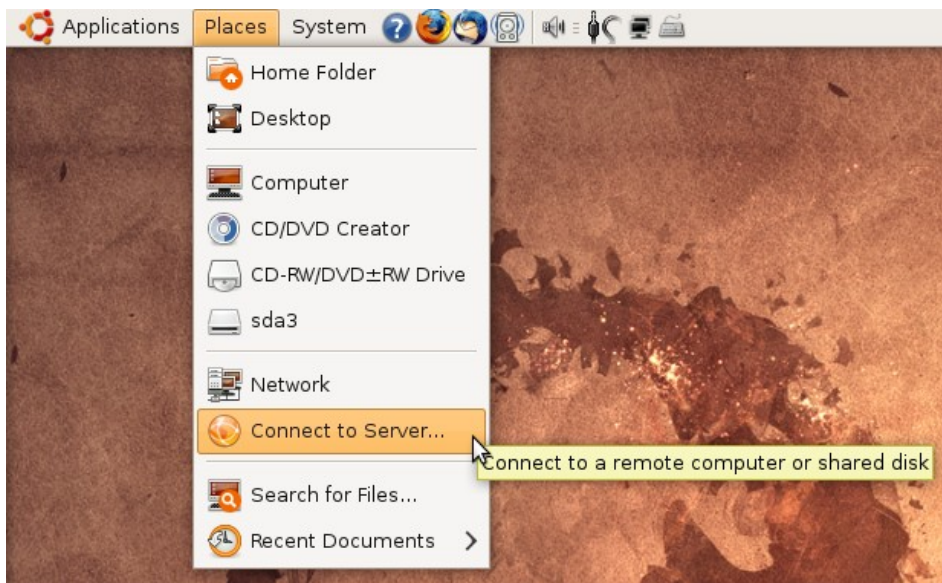 Applications Places System
Home Folder
Desktop
Computer
CD/DVD Creator
CD-RW/DVD±RW Drive
sda3
Network
Connect to Server...
Connect to a remote computer or shared disk
Search for Files...
Recent Documents